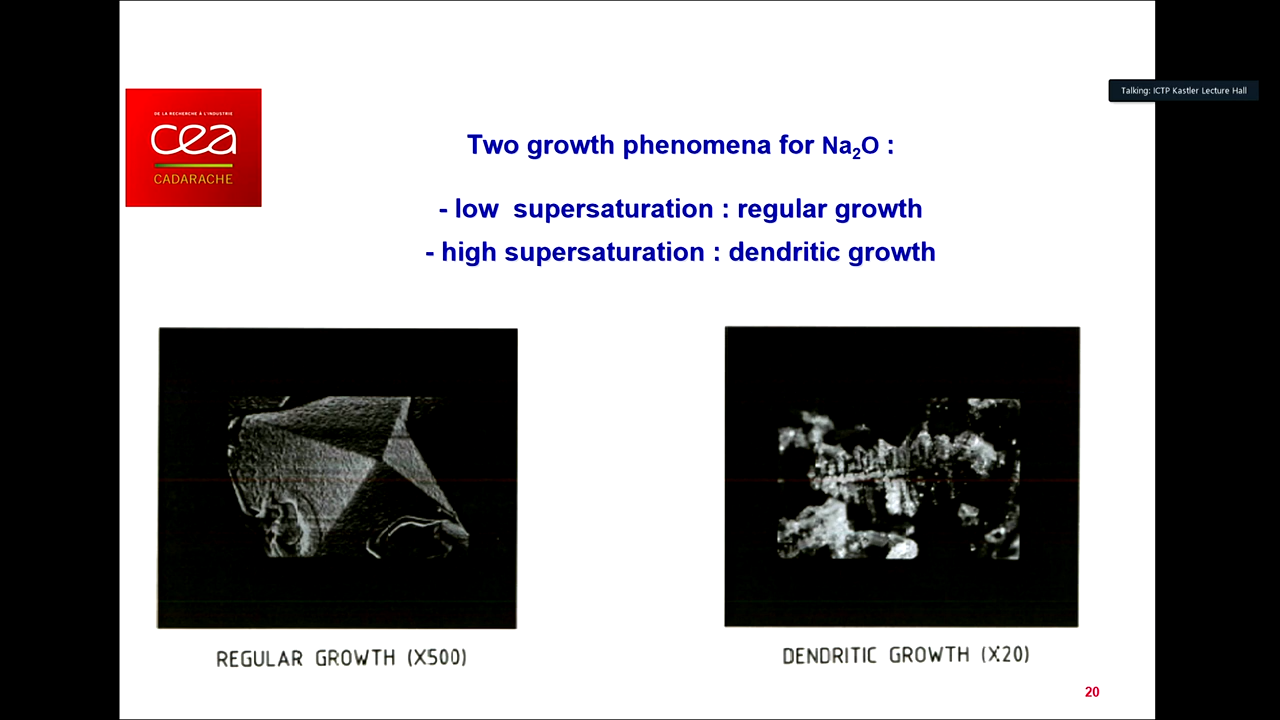 Talking: ICTP Kastler Lecture Hall
DE LA RECHERCHE À L'INDUSTRIE
cea
CADARACHE
Two growth phenomena for Na₂O :
- low supersaturation : regular growth
- high supersaturation : dendritic growth
REGULAR GROWTH (X500)
DENDRITIC GROWTH (X20)
20